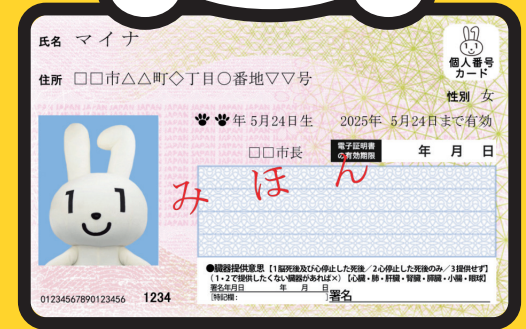 氏名 マイナ
個人番号
カード
住所 □□市△△町◇丁目○番地▽▽号
性別 女
年 5月24日生 2025年 5月24日まで有効
□□市長 電子証明書
の有効期限 年 月 日
みほん
●臓器提供意思【1脳死後及び心停止した死後／2心停止した死後のみ／3提供せず】
（1・2で提供したくない臓器があれば×）【心臓・肺・肝臓・腎臓・膵臓・小腸・眼球】
署名年月日 年 月 日
［特記欄： ］署名
01234567890123456 1234